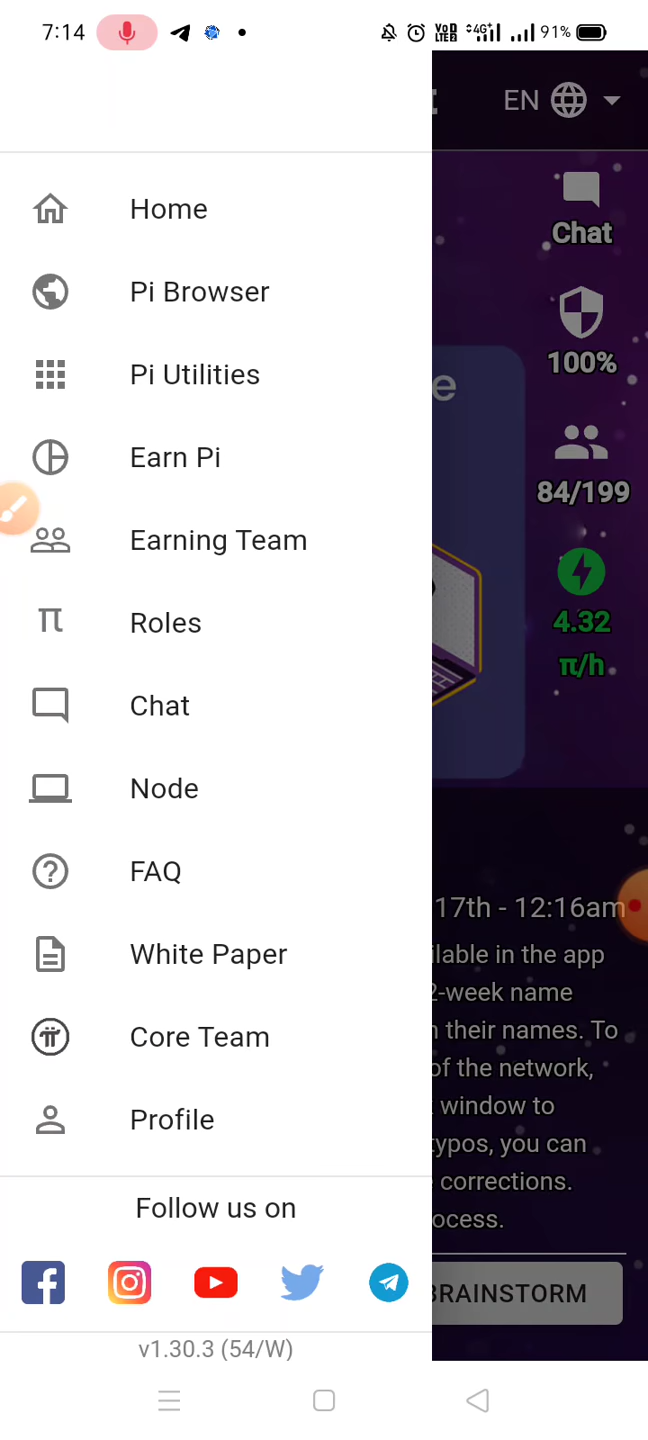 7:14
VoD LTE2 4G+ 91%
EN
Home
Chat
Pi Browser
100%
Pi Utilities
e
Earn Pi
84/199
Earning Team
π Roles
4.32
π/h
Chat
Node
FAQ
17th - 12:16am
White Paper
ilable in the app
2-week name
Core Team
n their names. To
of the network,
Profile
window to
typos, you can
corrections.
Follow us on
ocess.
BRAINSTORM
v1.30.3 (54/W)